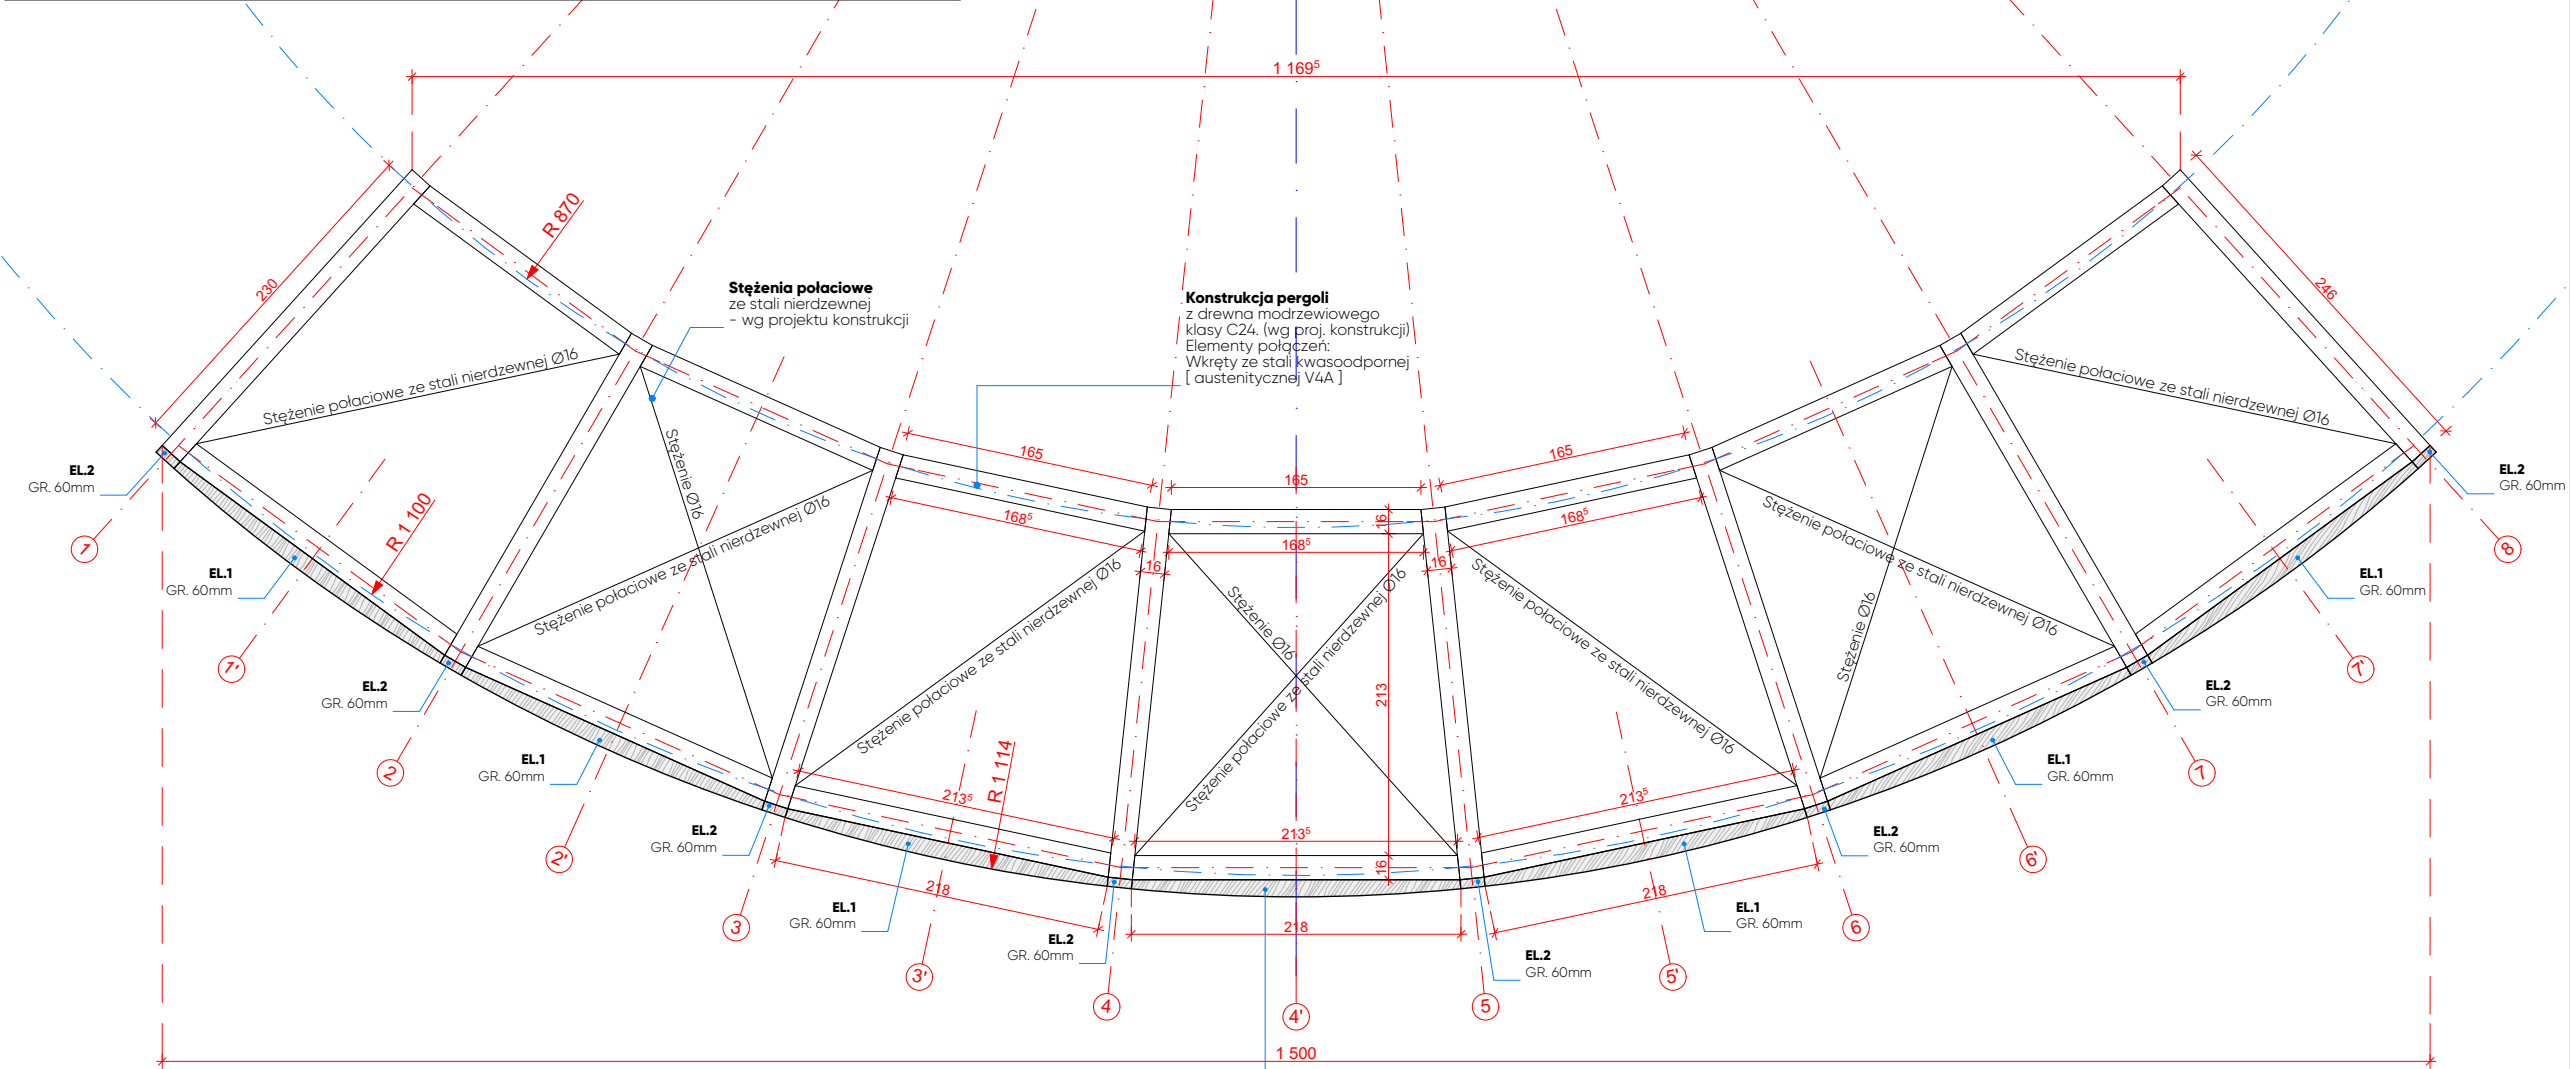 1 169⁵
R 870
230
246
Stężenia połaciowe
ze stali nierdzewnej
- wg projektu konstrukcji
Konstrukcja pergoli
z drewna modrzewiowego
klasy C24. (wg proj. konstrukcji)
Elementy połączeń:
Wkręty ze stali kwasoodpornej
[ austenitycznej V4A ]
Stężenie połaciowe ze stali nierdzewnej Ø16
Stężenie połaciowe ze stali nierdzewnej Ø16
165
165
165
EL.2
GR. 60mm
EL.2
GR. 60mm
Stężenie Ø16
R 1 100
168⁵
168⁵
168⁵
16
16
16
Stężenie połaciowe ze stali nierdzewnej Ø16
Stężenie połaciowe ze stali nierdzewnej Ø16
1
8
EL.1
GR. 60mm
EL.1
GR. 60mm
Stężenie połaciowe ze stali nierdzewnej Ø16
Stężenie Ø16
Stężenie połaciowe ze stali nierdzewnej Ø16
Stężenie połaciowe ze stali nierdzewnej Ø16
Stężenie Ø16
213
1'
7'
EL.2
GR. 60mm
EL.2
GR. 60mm
2
7
EL.1
GR. 60mm
EL.1
GR. 60mm
R 1 114
213⁵
213⁵
213⁵
16
EL.2
GR. 60mm
EL.2
GR. 60mm
2'
6'
218
218
218
EL.1
GR. 60mm
EL.1
GR. 60mm
3
6
EL.2
GR. 60mm
EL.2
GR. 60mm
3'
5'
4
4'
5
1 500